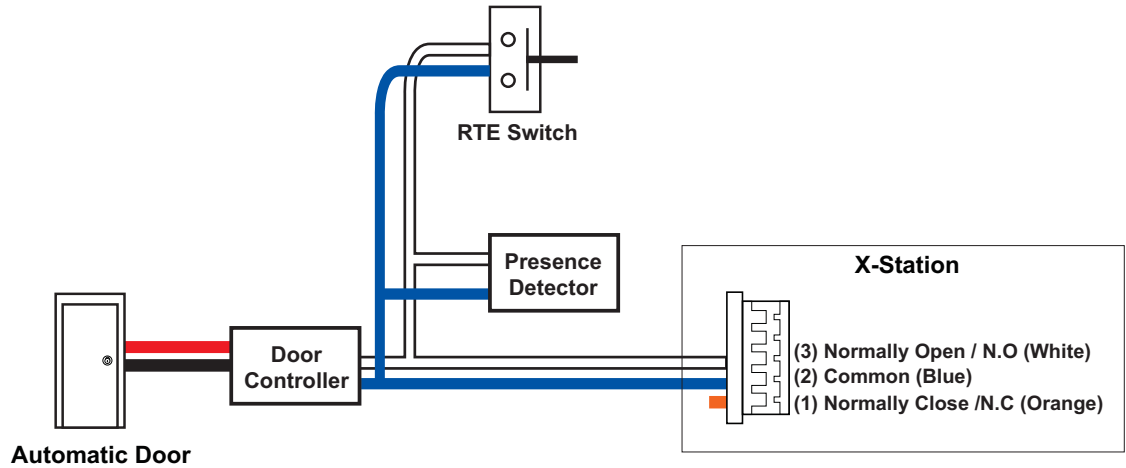 RTE Switch
Presence
Detector
X-Station
Door
Controller
(3) Normally Open / N.O (White)
(2) Common (Blue)
(1) Normally Close /N.C (Orange)
Automatic Door